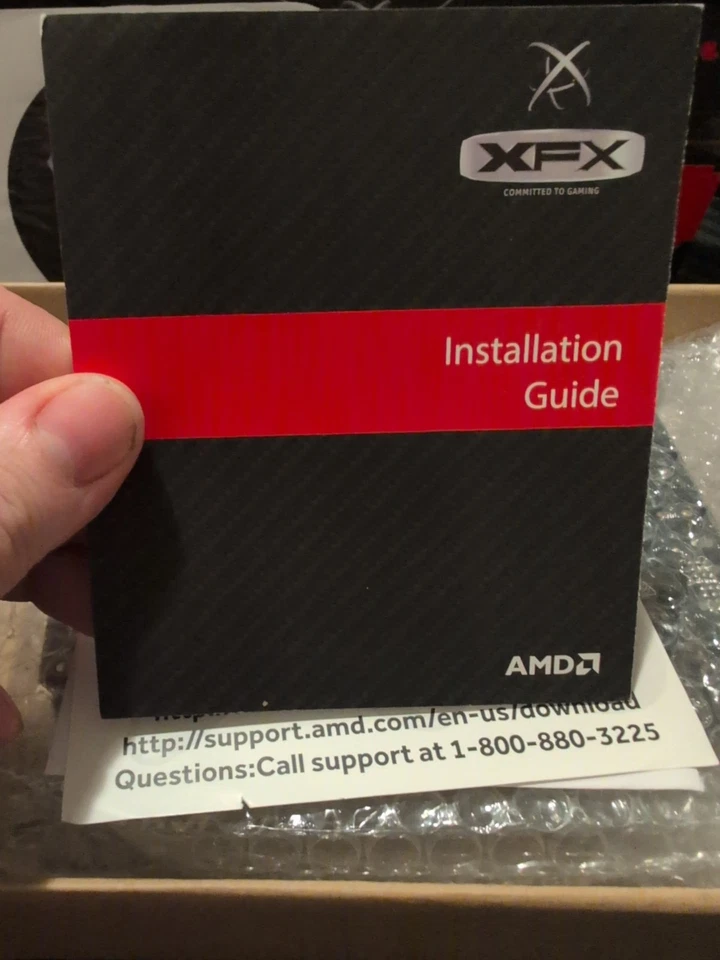 XFX
COMMITTED TO GAMING
Installation
Guide
AMD
http://support.amd.com/en-us/download
Questions:Call support at 1-800-880-3225